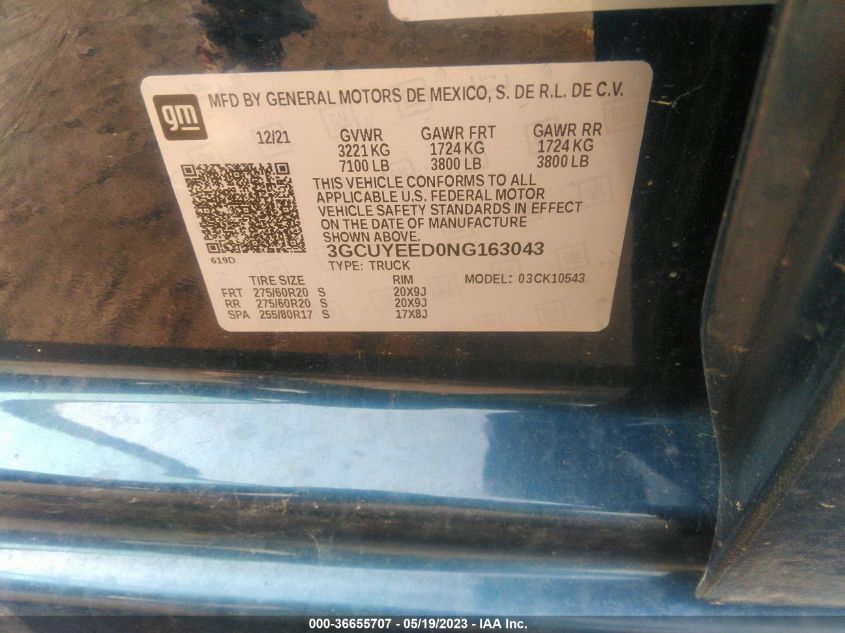 gm
MFD BY GENERAL MOTORS DE MEXICO, S. DE R.L. DE C.V.
12/21 GVWR GAWR FRT GAWR RR
3221 KG 1724 KG 1724 KG
7100 LB 3800 LB 3800 LB
THIS VEHICLE CONFORMS TO ALL
APPLICABLE U.S. FEDERAL MOTOR
VEHICLE SAFETY STANDARDS IN EFFECT
ON THE DATE OF MANUFACTURE
SHOWN ABOVE.
619D
3GCUYEED0NG163043
TYPE: TRUCK
TIRE SIZE RIM MODEL: 03CK10543
FRT 275/60R20 S 20X9J
RR 275/60R20 S 20X9J
SPA 255/80R17 S 17X8J
000-36655707 - 05/19/2023 - IAA Inc.